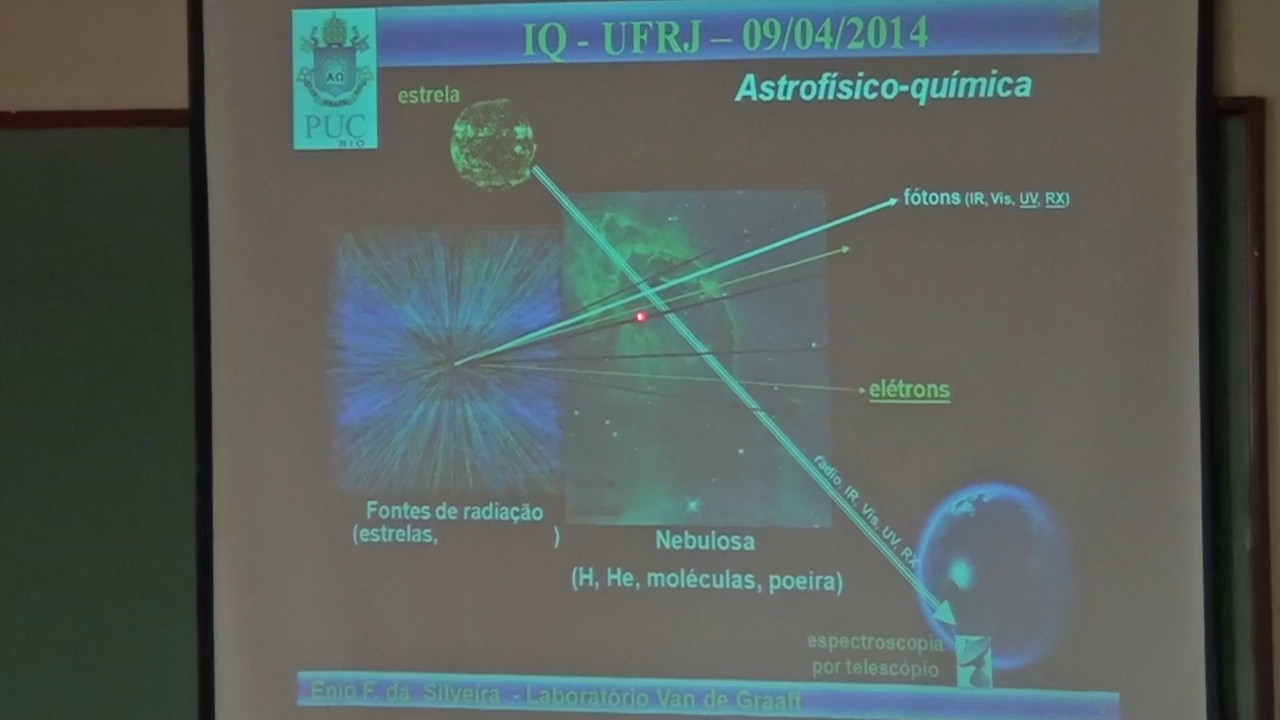 IQ - UFRJ – 09/04/2014
ΑΩ
PUC
RIO
Astrofísico-química
estrela
fótons (IR, Vis, UV, RX)
elétrons
rádio, IR, Vis, UV, RX
Fontes de radiação
(estrelas, )
Nebulosa
(H, He, moléculas, poeira)
espectroscopia
por telescópio
Enio F. da Silveira - Laboratório Van de Graaff